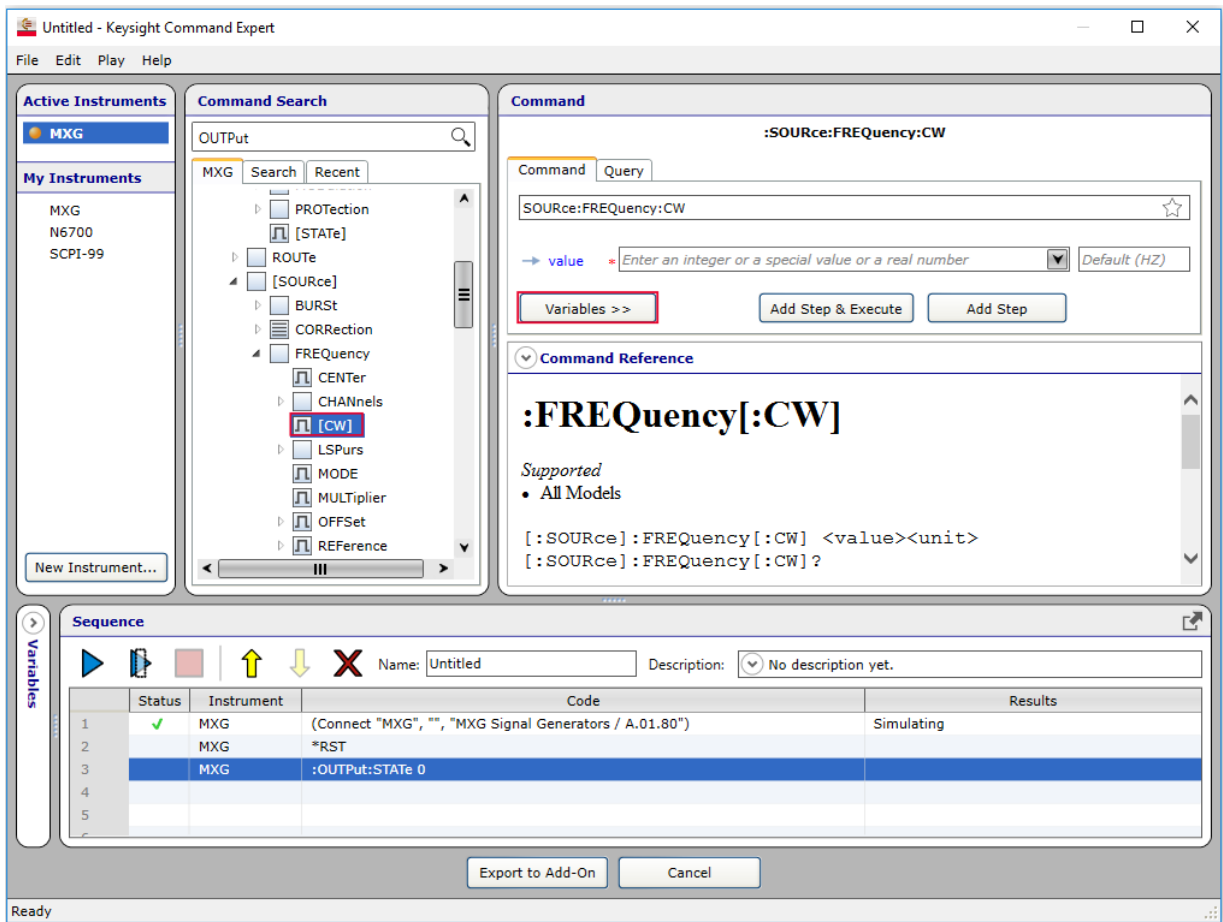 Untitled - Keysight Command Expert
File Edit Play Help
Active Instruments
MXG
My Instruments
MXG
N6700
SCPI-99
New Instrument...
Command Search
OUTPut
MXG Search Recent
PROTection
[STATe]
ROUTe
[SOURce]
BURSt
CORRection
FREQuency
CENTer
CHANnels
[CW]
LSPurs
MODE
MULTiplier
OFFSet
REFerence
Command
:SOURce:FREQuency:CW
Command Query
SOURce:FREQuency:CW
value * Enter an integer or a special value or a real number Default (HZ)
Variables >> Add Step & Execute Add Step
Command Reference
:FREQuency[:CW]
Supported
• All Models
[:SOURce]:FREQuency[:CW] <value><unit>
[:SOURce]:FREQuency[:CW]?
Variables
Sequence
Name: Untitled Description: No description yet.
Status Instrument Code Results
1 MXG (Connect "MXG", "", "MXG Signal Generators / A.01.80") Simulating
2 MXG *RST
3 MXG :OUTPut:STATe 0
4
5
Export to Add-On Cancel
Ready